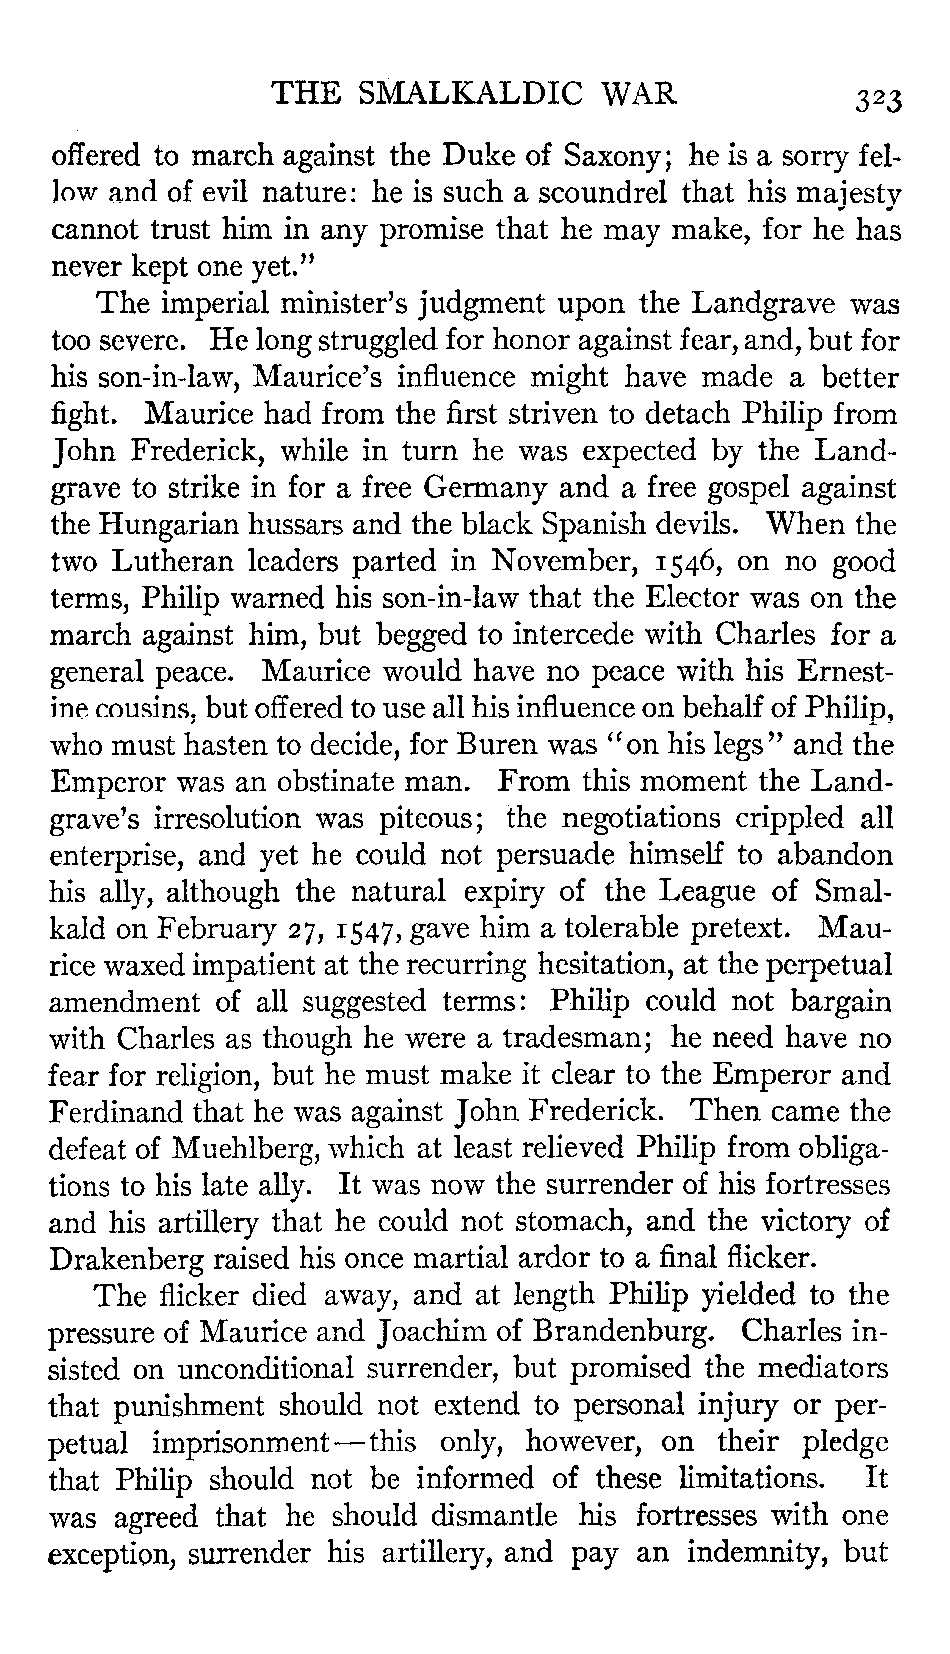 THE SMALKALDIC WAR 323
offered to march against the Duke of Saxony; he is a sorry fel-
low and of evil nature: he is such a scoundrel that his majesty
cannot trust him in any promise that he may make, for he has
never kept one yet."
The imperial minister's judgment upon the Landgrave was
too severe. He long struggled for honor against fear, and, but for
his son-in-law, Maurice's influence might have made a better
fight. Maurice had from the first striven to detach Philip from
John Frederick, while in turn he was expected by the Land-
grave to strike in for a free Germany and a free gospel against
the Hungarian hussars and the black Spanish devils. When the
two Lutheran leaders parted in November, 1546, on no good
terms, Philip warned his son-in-law that the Elector was on the
march against him, but begged to intercede with Charles for a
general peace. Maurice would have no peace with his Ernest-
ine cousins, but offered to use all his influence on behalf of Philip,
who must hasten to decide, for Buren was "on his legs" and the
Emperor was an obstinate man. From this moment the Land-
grave's irresolution was piteous; the negotiations crippled all
enterprise, and yet he could not persuade himself to abandon
his ally, although the natural expiry of the League of Smal-
kald on February 27, 1547, gave him a tolerable pretext. Mau-
rice waxed impatient at the recurring hesitation, at the perpetual
amendment of all suggested terms: Philip could not bargain
with Charles as though he were a tradesman; he need have no
fear for religion, but he must make it clear to the Emperor and
Ferdinand that he was against John Frederick. Then came the
defeat of Muehlberg, which at least relieved Philip from obliga-
tions to his late ally. It was now the surrender of his fortresses
and his artillery that he could not stomach, and the victory of
Drakenberg raised his once martial ardor to a final flicker.
The flicker died away, and at length Philip yielded to the
pressure of Maurice and Joachim of Brandenburg. Charles in-
sisted on unconditional surrender, but promised the mediators
that punishment should not extend to personal injury or per-
petual imprisonment—this only, however, on their pledge
that Philip should not be informed of these limitations. It
was agreed that he should dismantle his fortresses with one
exception, surrender his artillery, and pay an indemnity, but